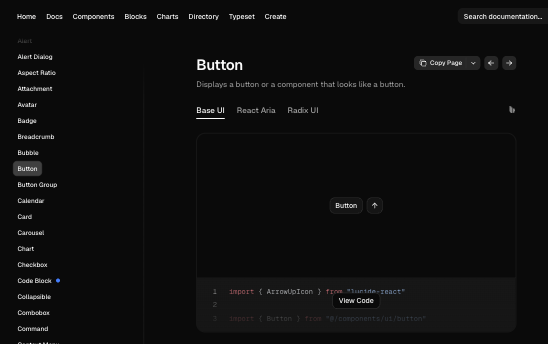 Home Docs Components Blocks Charts Directory Typeset Create
Search documentation...
Alert
Alert Dialog
Aspect Ratio
Attachment
Avatar
Badge
Breadcrumb
Bubble
Button
Button Group
Calendar
Card
Carousel
Chart
Checkbox
Code Block
Collapsible
Combobox
Command
Context Menu
Button
Copy Page
Displays a button or a component that looks like a button.
Base UI React Aria Radix UI
Button
1 import { ArrowUpIcon } from "lucide-react"
2
View Code
3 import { Button } from "@/components/ui/button"